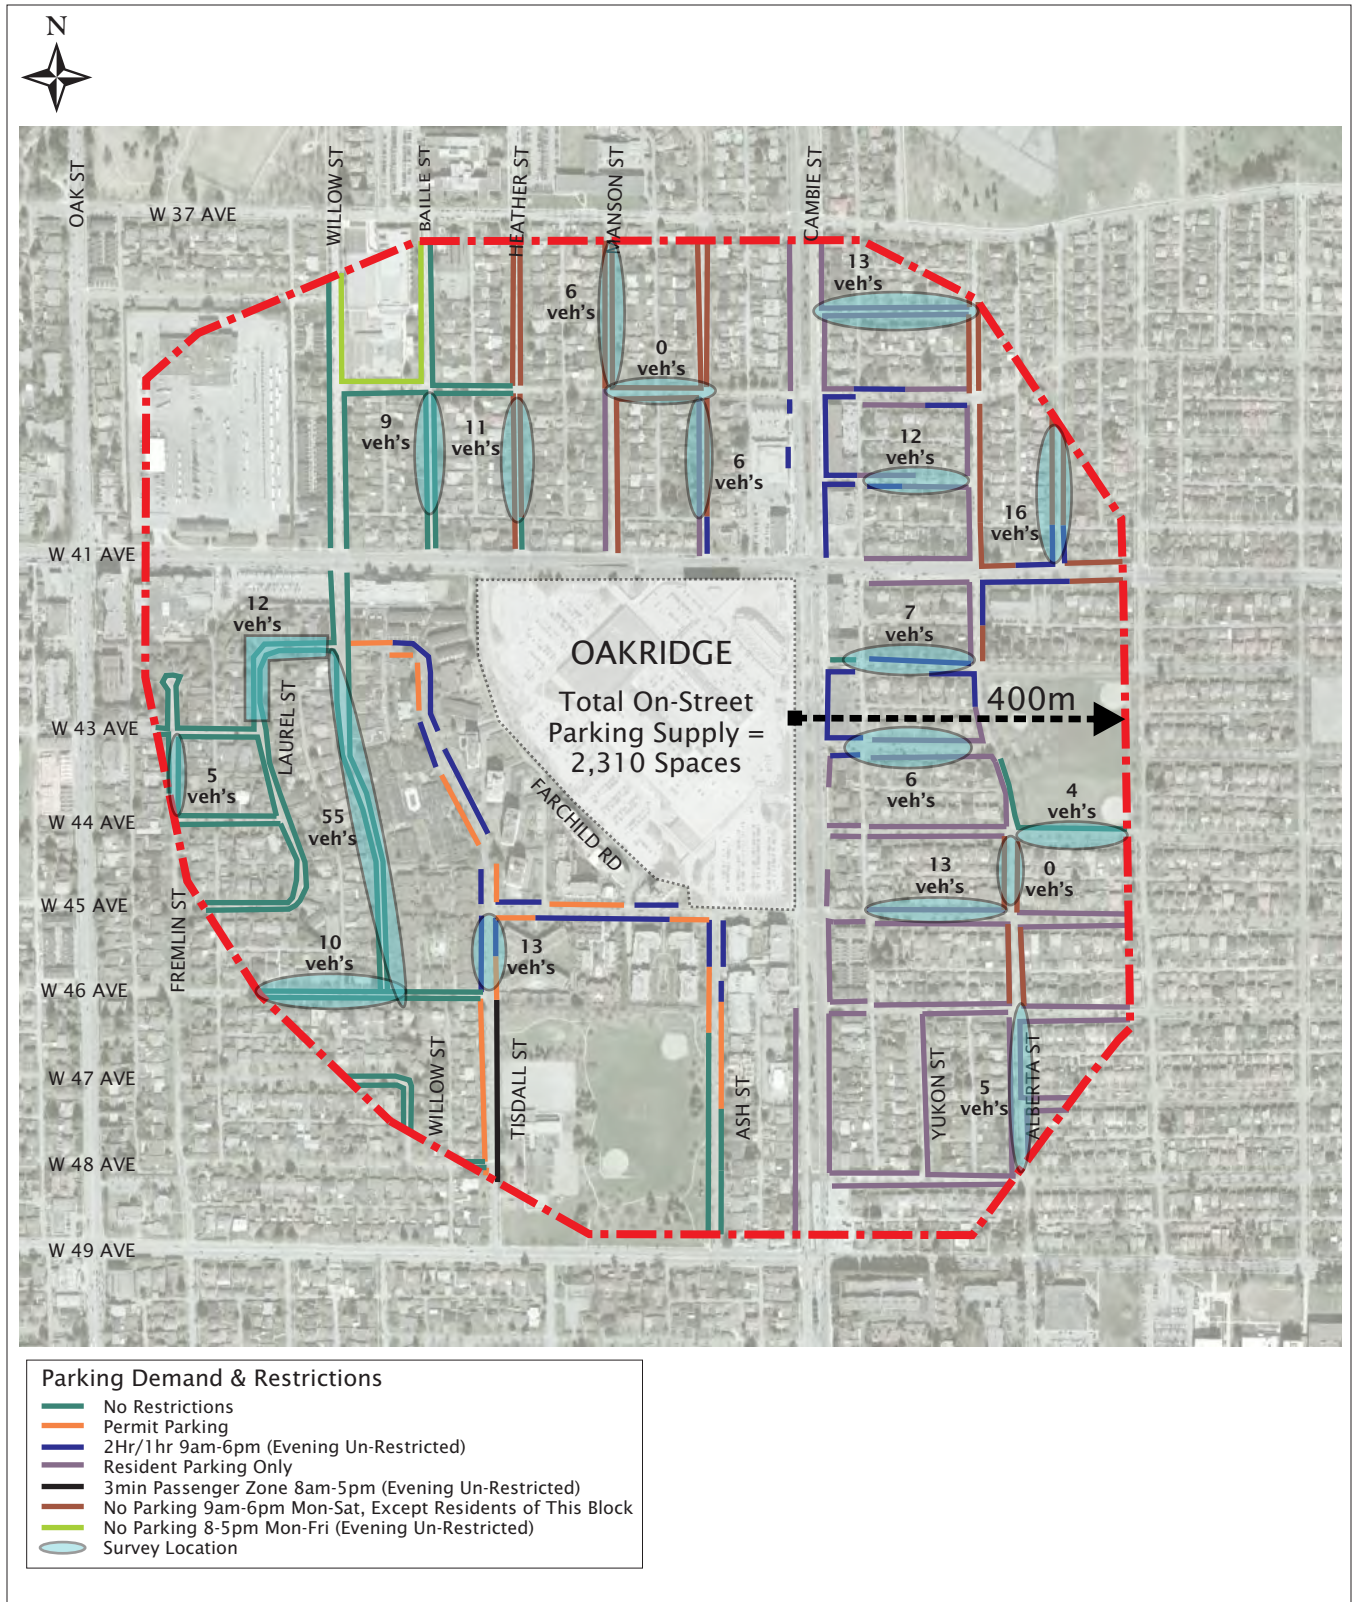 N
OAK ST
W 37 AVE
WILLOW ST
BAILLE ST
HEATHER ST
MANSON ST
CAMBIE ST
13
veh's
6
veh's
0
veh's
9
veh's
11
veh's
6
veh's
12
veh's
16
veh's
W 41 AVE
12
veh's
7
veh's
OAKRIDGE
Total On-Street
Parking Supply =
2,310 Spaces
400m
LAUREL ST
W 43 AVE
5
veh's
55
veh's
FARCHILD RD
6
veh's
4
veh's
W 44 AVE
13
veh's
0
veh's
W 45 AVE
FREMLIN ST
10
veh's
13
veh's
W 46 AVE
W 47 AVE
WILLOW ST
TISDALL ST
ASH ST
YUKON ST
5
veh's
ALBERTA ST
W 48 AVE
W 49 AVE
Parking Demand & Restrictions
No Restrictions
Permit Parking
2Hr/1hr 9am-6pm (Evening Un-Restricted)
Resident Parking Only
3min Passenger Zone 8am-5pm (Evening Un-Restricted)
No Parking 9am-6pm Mon-Sat, Except Residents of This Block
No Parking 8-5pm Mon-Fri (Evening Un-Restricted)
Survey Location